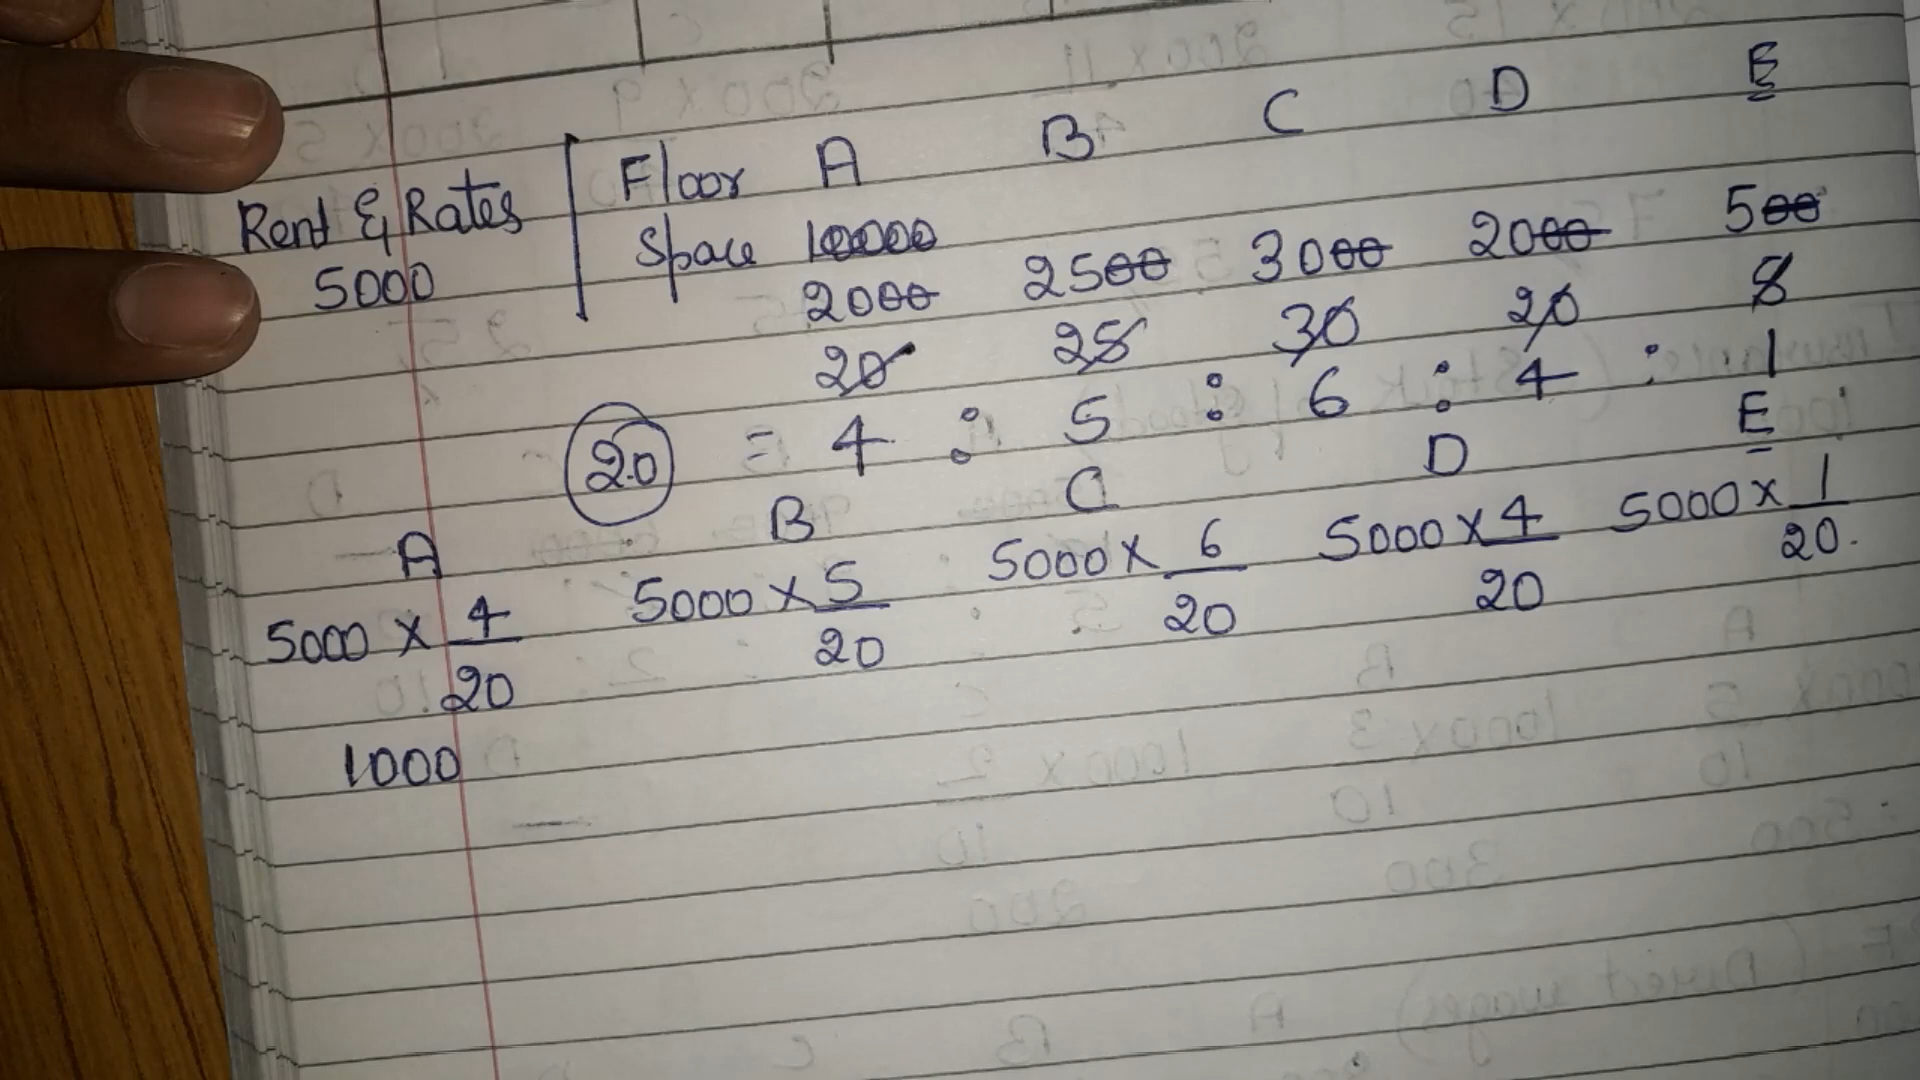 Floor A B C D E
Rent & Rates Space 10000
5000 2000 2500 3000 2000 500
20 25 30 20 5
20 = 4 : 5 : 6 : 4 : 1
A B C D E
5000 × 4/20 5000 × 5/20 5000 × 6/20 5000 × 4/20 5000 × 1/20.
1000